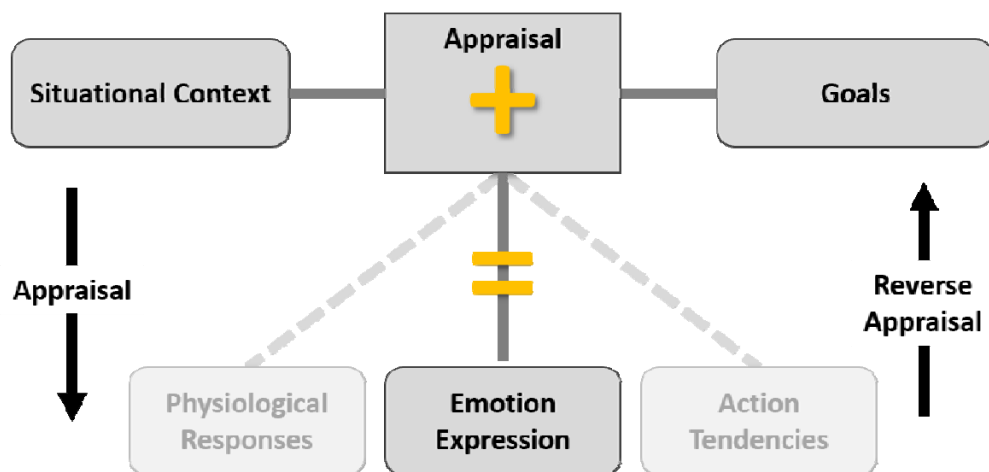 Appraisal
Situational Context
Goals
Appraisal
Reverse
Appraisal
Physiological
Responses
Emotion
Expression
Action
Tendencies